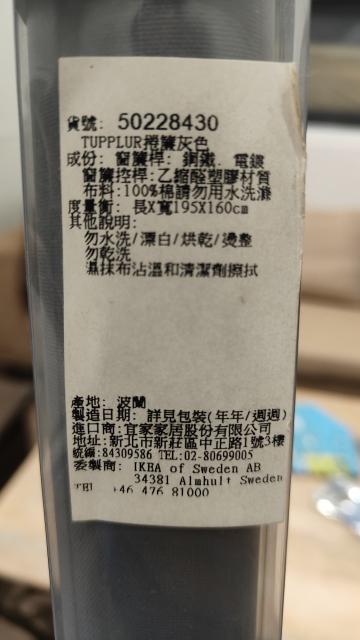 貨號: 50228430
TUPPLUR捲簾灰色
成份: 窗簾桿: 鋼鐵. 電鍍
窗簾控桿:乙縮醛塑膠材質
布料:100%棉請勿用水洗滌
度量衡: 長X寬195X160cm
其他說明:
勿水洗/漂白/烘乾/燙整
勿乾洗
濕抹布沾溫和清潔劑擦拭
產地: 波蘭
製造日期: 詳見包裝(年年/週週)
進口商:宜家家居股份有限公司
地址:新北市新莊區中正路1號3樓
統編:84309586 TEL:02-80699005
委製商: IKEA of Sweden AB
34381 Almhult Sweden
TEL +46 476 81000